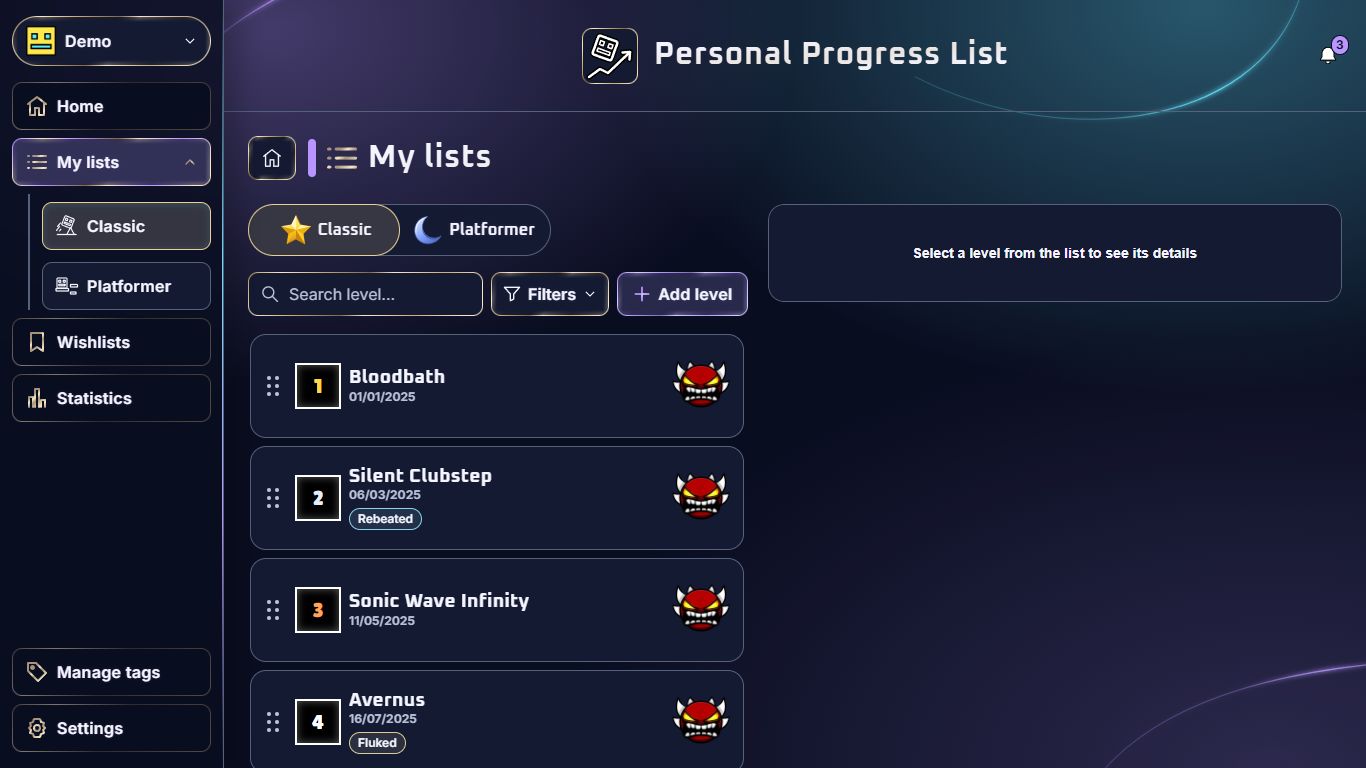 Demo
Home
My lists
Classic
Platformer
Wishlists
Statistics
Manage tags
Settings
Personal Progress List
3
My lists
Classic
Platformer
Search level...
Filters
Add level
1
Bloodbath
01/01/2025
2
Silent Clubstep
06/03/2025
Rebeated
3
Sonic Wave Infinity
11/05/2025
4
Avernus
16/07/2025
Fluked
Select a level from the list to see its details